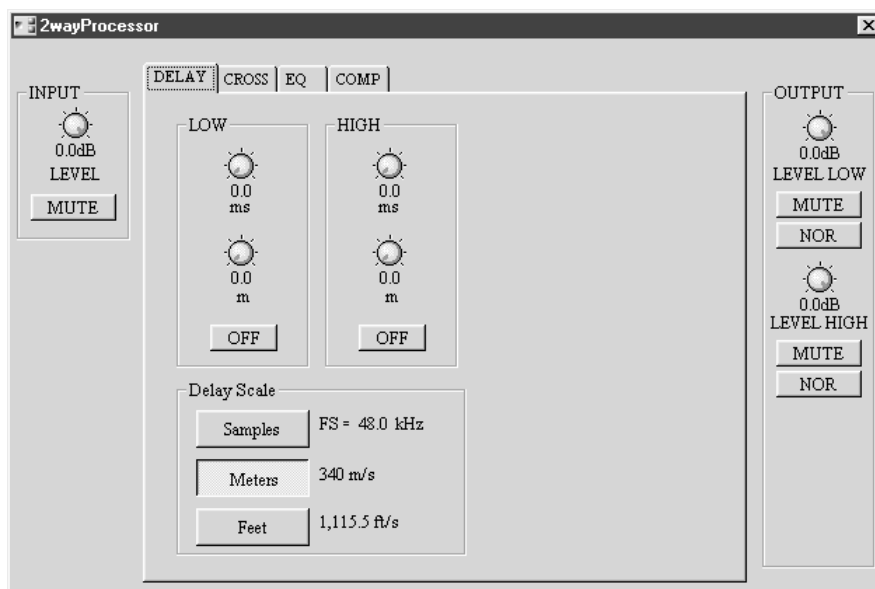 2wayProcessor
INPUT
0.0dB
LEVEL
MUTE
DELAY CROSS EQ COMP
LOW
0.0
ms
0.0
m
OFF
HIGH
0.0
ms
0.0
m
OFF
Delay Scale
Samples FS = 48.0 kHz
Meters 340 m/s
Feet 1,115.5 ft/s
OUTPUT
0.0dB
LEVEL LOW
MUTE
NOR
0.0dB
LEVEL HIGH
MUTE
NOR